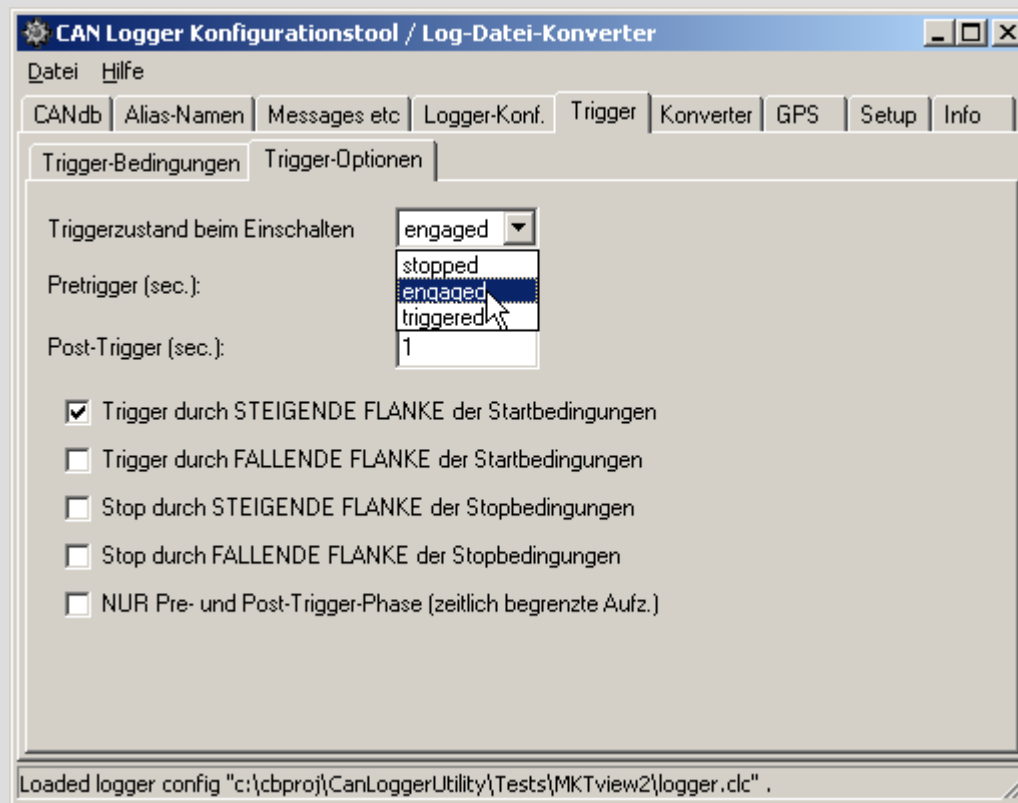 CAN Logger Konfigurationstool / Log-Datei-Konverter
Datei Hilfe
CANdb Alias-Namen Messages etc Logger-Konf. Trigger Konverter GPS Setup Info
Trigger-Bedingungen Trigger-Optionen
Triggerzustand beim Einschalten engaged
stopped
Pretrigger (sec.): engaged
triggered
Post-Trigger (sec.): 1
Trigger durch STEIGENDE FLANKE der Startbedingungen
Trigger durch FALLENDE FLANKE der Startbedingungen
Stop durch STEIGENDE FLANKE der Stopbedingungen
Stop durch FALLENDE FLANKE der Stopbedingungen
NUR Pre- und Post-Trigger-Phase (zeitlich begrenzte Aufz.)
Loaded logger config "c:\cbproj\CanLoggerUtility\Tests\MKTview2\logger.clc" .